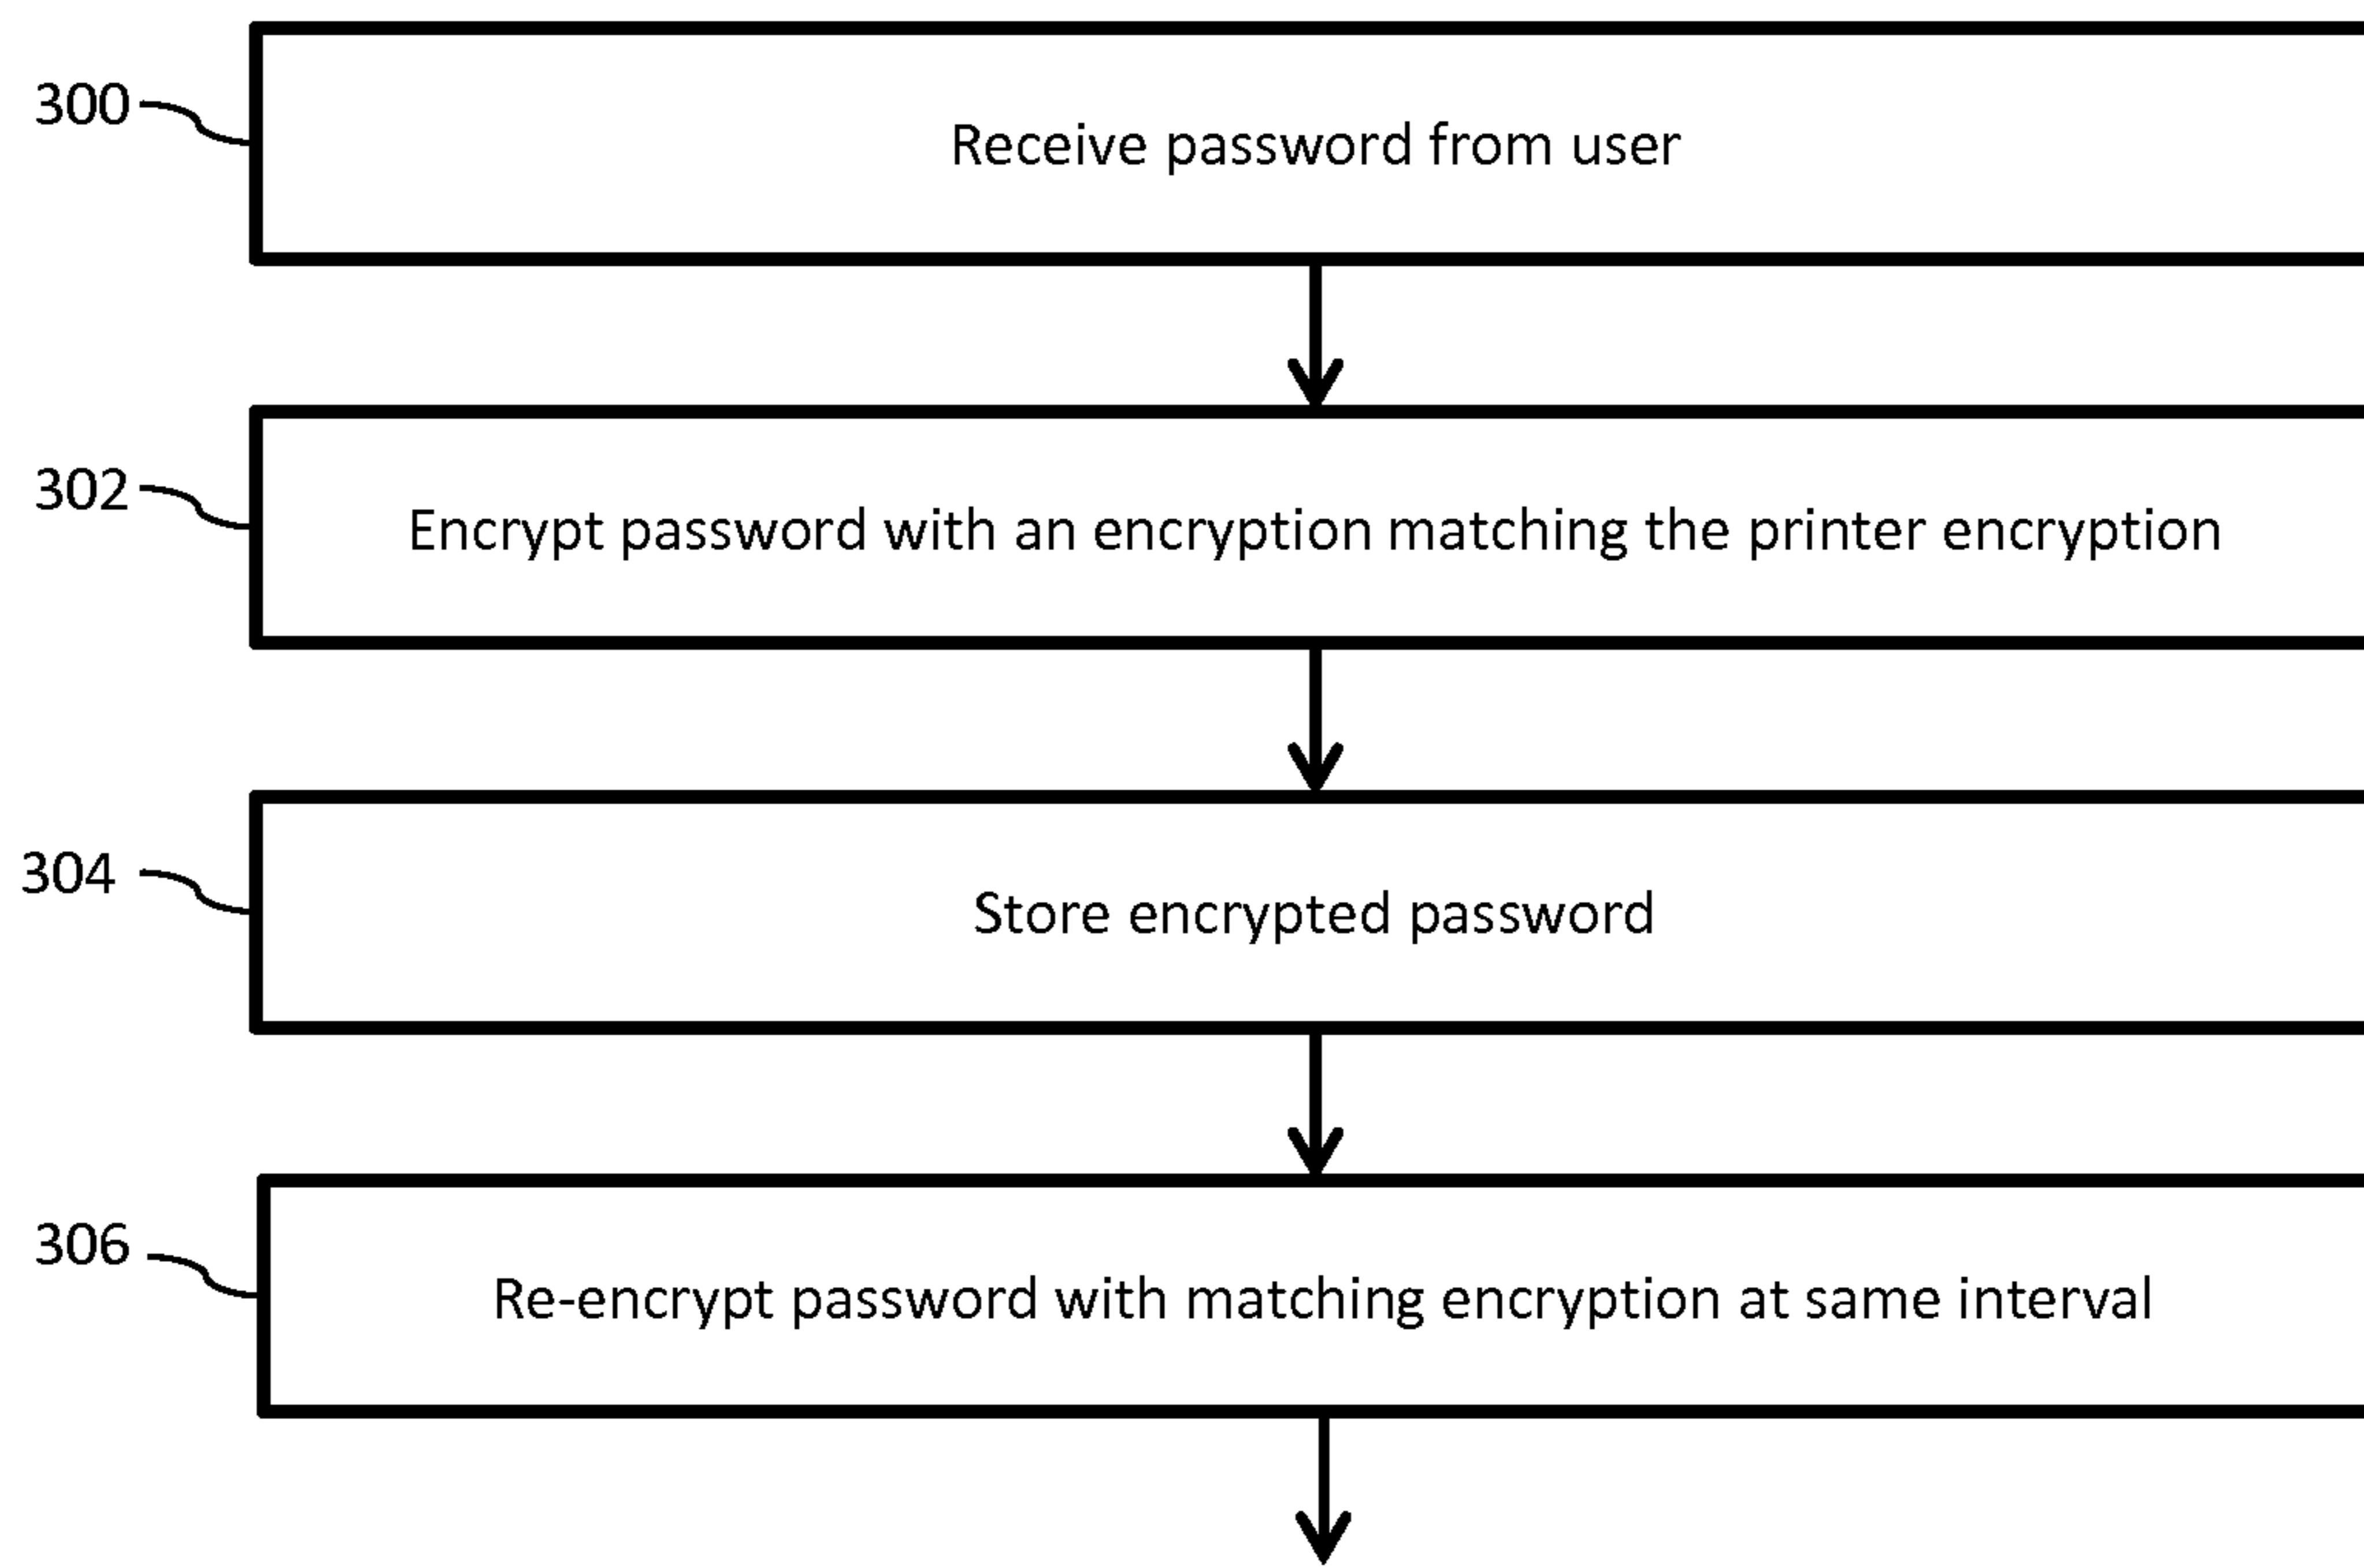 300
Receive password from user
302
Encrypt password with an encryption matching the printer encryption
304
Store encrypted password
306
Re-encrypt password with matching encryption at same interval